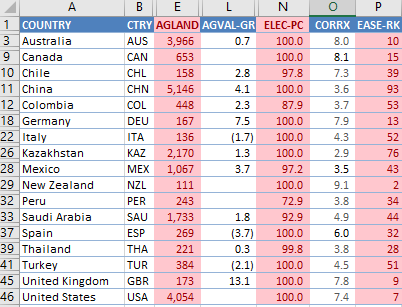 A B E L N O P
1 COUNTRY CTRY AGLAND AGVAL-GR ELEC-PC CORRX EASE-RK
3 Australia AUS 3,966 0.7 100.0 8.0 10
9 Canada CAN 653 100.0 8.1 15
10 Chile CHL 158 2.8 97.8 7.3 39
11 China CHN 5,146 4.1 100.0 3.6 93
12 Colombia COL 448 2.3 87.9 3.7 53
18 Germany DEU 167 7.5 100.0 7.9 13
22 Italy ITA 136 (1.7) 100.0 4.3 52
26 Kazakhstan KAZ 2,170 1.3 100.0 2.9 76
28 Mexico MEX 1,067 3.7 97.2 3.5 43
29 New Zealand NZL 111 100.0 9.1 2
32 Peru PER 243 72.9 3.8 34
33 Saudi Arabia SAU 1,733 1.8 92.9 4.9 44
37 Spain ESP 269 (3.7) 100.0 6.0 32
39 Thailand THA 221 0.3 99.8 3.8 28
41 Turkey TUR 384 (2.1) 100.0 4.5 51
45 United Kingdom GBR 173 13.1 100.0 7.8 9
46 United States USA 4,054 100.0 7.4 7